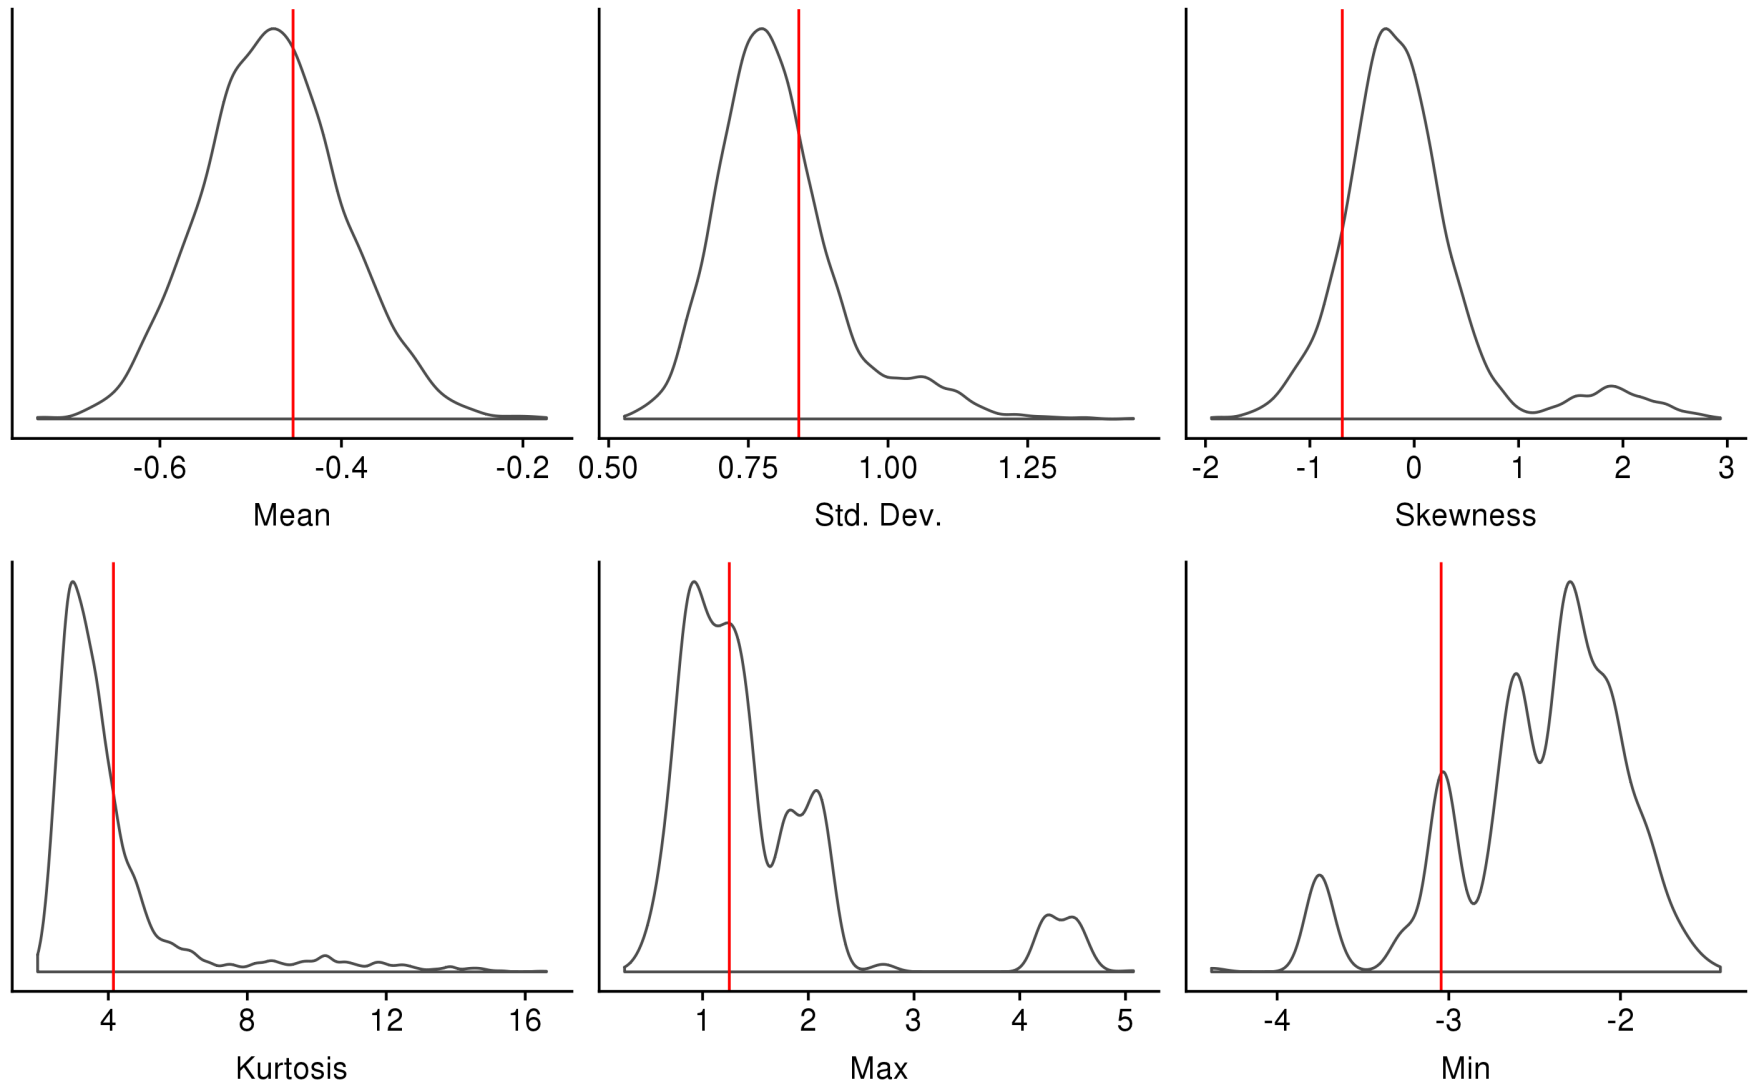 -0.6 -0.4 -0.2
Mean
0.50 0.75 1.00 1.25
Std. Dev.
-2 -1 0 1 2 3
Skewness
4 8 12 16
Kurtosis
1 2 3 4 5
Max
-4 -3 -2
Min